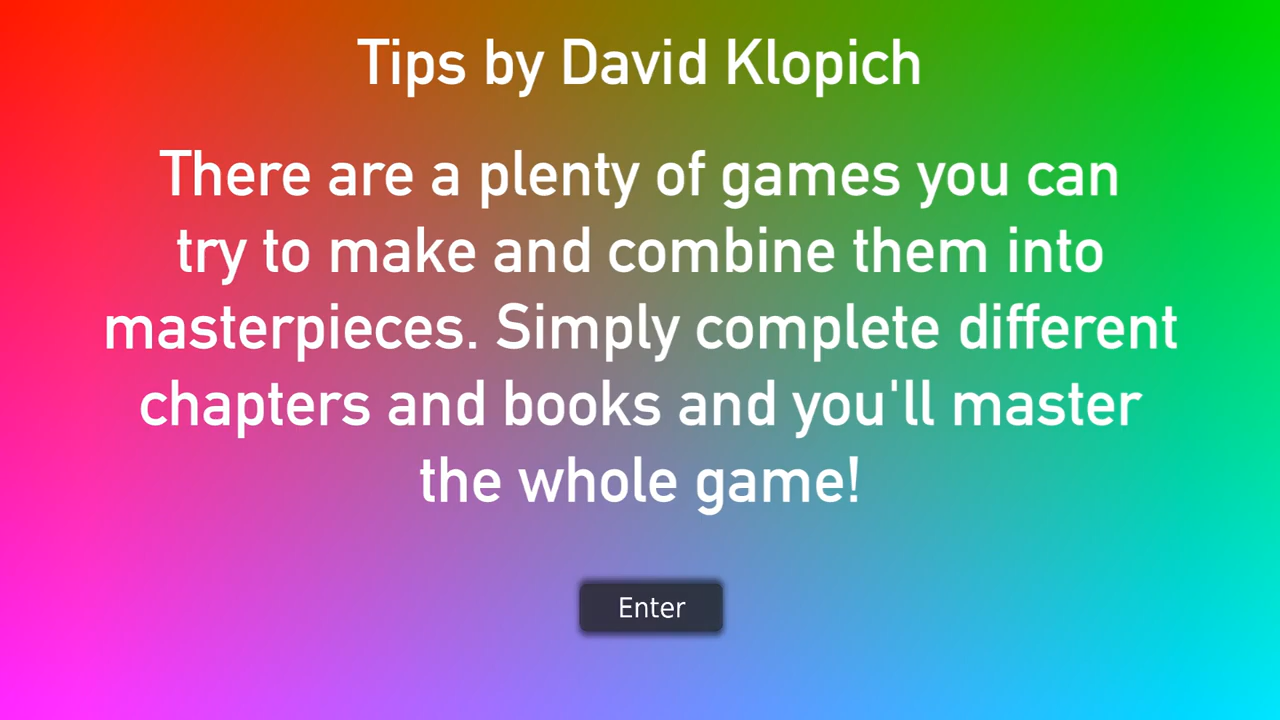 Tips by David Klopich
There are a plenty of games you can
try to make and combine them into
masterpieces. Simply complete different
chapters and books and you'll master
the whole game!
Enter